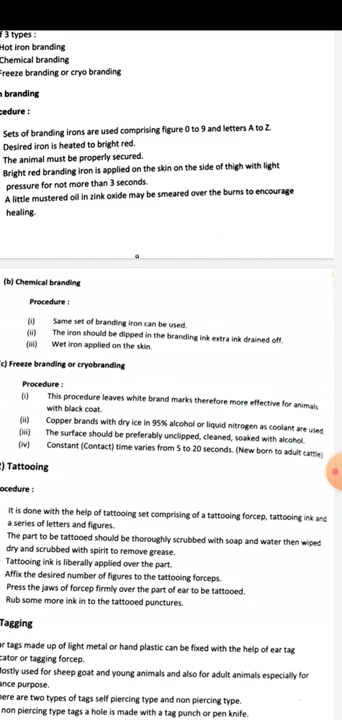 f 3 types :
Hot iron branding
Chemical branding
Freeze branding or cryo branding
branding
cedure :
Sets of branding irons are used comprising figure 0 to 9 and letters A to Z.
Desired iron is heated to bright red.
The animal must be properly secured.
Bright red branding iron is applied on the skin on the side of thigh with light
pressure for not more than 3 seconds.
A little mustered oil in zink oxide may be smeared over the burns to encourage
healing.
(b) Chemical branding
Procedure :
(i) Same set of branding iron can be used.
(ii) The iron should be dipped in the branding ink extra ink drained off.
(iii) Wet iron applied on the skin.
c) Freeze branding or cryobranding
Procedure :
(i) This procedure leaves white brand marks therefore more effective for animals
with black coat.
(ii) Copper brands with dry ice in 95% alcohol or liquid nitrogen as coolant are used
(iii) The surface should be preferably unclipped, cleaned, soaked with alcohol.
(iv) Constant (Contact) time varies from 5 to 20 seconds. (New born to adult cattle)
) Tattooing
ocedure :
It is done with the help of tattooing set comprising of a tattooing forcep, tattooing ink and
a series of letters and figures.
The part to be tattooed should be thoroughly scrubbed with soap and water then wiped
dry and scrubbed with spirit to remove grease.
Tattooing ink is liberally applied over the part.
Affix the desired number of figures to the tattooing forceps.
Press the jaws of forcep firmly over the part of ear to be tattooed.
Rub some more ink in to the tattooed punctures.
Tagging
ar tags made up of light metal or hand plastic can be fixed with the help of ear tag
cator or tagging forcep.
Mostly used for sheep goat and young animals and also for adult animals especially for
ance purpose.
here are two types of tags self piercing type and non piercing type.
non piercing type tags a hole is made with a tag punch or pen knife.